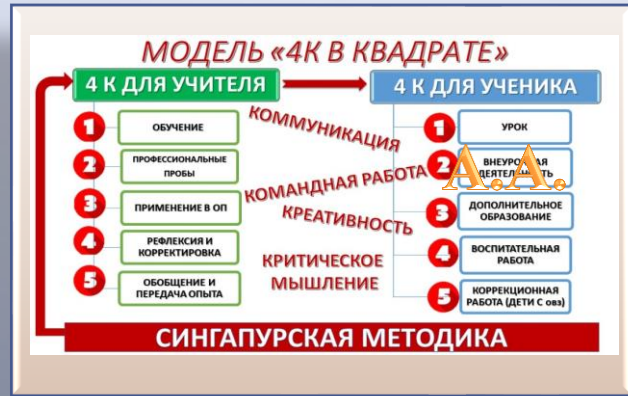 МОДЕЛЬ «4К В КВАДРАТЕ»
4 К ДЛЯ УЧИТЕЛЯ
1 ОБУЧЕНИЕ
2 ПРОФЕССИОНАЛЬНЫЕ
ПРОБЫ
3 ПРИМЕНЕНИЕ В ОП
4 РЕФЛЕКСИЯ И
КОРРЕКТИРОВКА
5 ОБОБЩЕНИЕ И
ПЕРЕДАЧА ОПЫТА
КОММУНИКАЦИЯ
КОМАНДНАЯ РАБОТА
КРЕАТИВНОСТЬ
КРИТИЧЕСКОЕ
МЫШЛЕНИЕ
4 К ДЛЯ УЧЕНИКА
1 УРОК
2 ВНЕУРОЧНАЯ
ДЕЯТЕЛЬНОСТЬ
А.А.
3 ДОПОЛНИТЕЛЬНОЕ
ОБРАЗОВАНИЕ
4 ВОСПИТАТЕЛЬНАЯ
РАБОТА
5 КОРРЕКЦИОННАЯ
РАБОТА (ДЕТИ С овз)
СИНГАПУРСКАЯ МЕТОДИКА